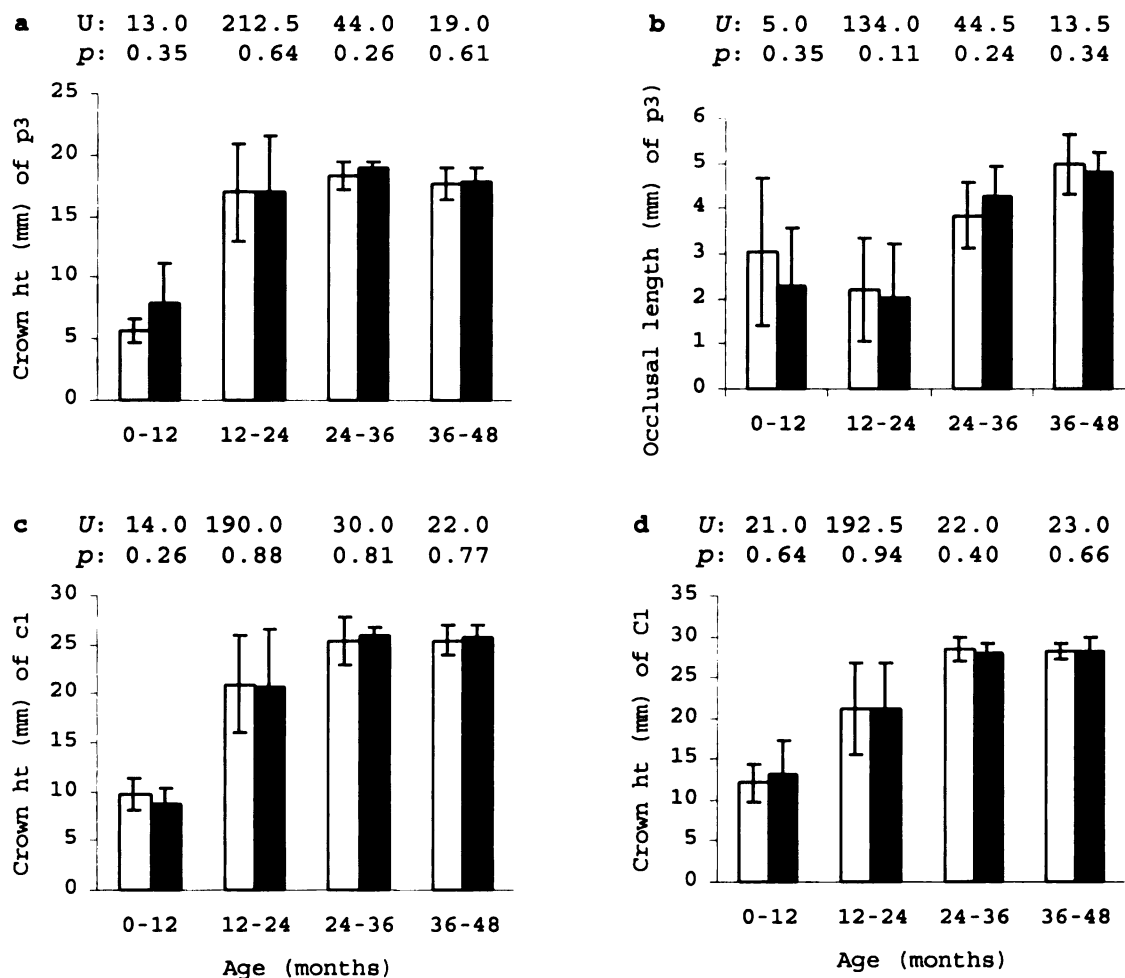 a U: 13.0 212.5 44.0 19.0
p: 0.35 0.64 0.26 0.61
Crown ht (mm) of p3
25
20
15
10
5
0
0-12 12-24 24-36 36-48
b U: 5.0 134.0 44.5 13.5
p: 0.35 0.11 0.24 0.34
Occlusal length (mm) of p3)
6
5
4
3
2
1
0
0-12 12-24 24-36 36-48
c U: 14.0 190.0 30.0 22.0
p: 0.26 0.88 0.81 0.77
Crown ht (mm) of c1
30
25
20
15
10
5
0
0-12 12-24 24-36 36-48
Age (months)
d U: 21.0 192.5 22.0 23.0
p: 0.64 0.94 0.40 0.66
Crown ht (mm) of C1
35
30
25
20
15
10
5
0
0-12 12-24 24-36 36-48
Age (months)